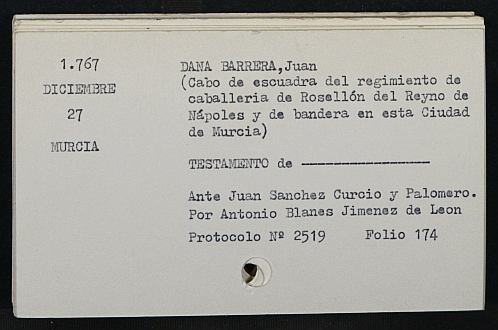 1.767
DICIEMBRE
27
MURCIA
DANA BARRERA,Juan
(Cabo de escuadra del regimiento de
caballeria de Rosellón del Reyno de
Nápoles y de bandera en esta Ciudad
de Murcia)
TESTAMENTO de ------------------
Ante Juan Sanchez Curcio y Palomero.
Por Antonio Blanes Jimenez de Leon
Protocolo Nº 2519 Folio 174